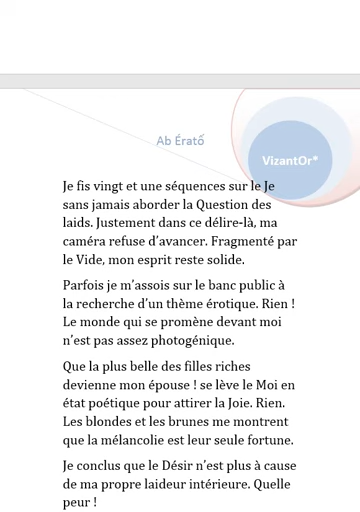 Ab Érató
VizantOr*
Je fis vingt et une séquences sur le Je
sans jamais aborder la Question des
laids. Justement dans ce délire-là, ma
caméra refuse d’avancer. Fragmenté par
le Vide, mon esprit reste solide.
Parfois je m’assois sur le banc public à
la recherche d’un thème érotique. Rien !
Le monde qui se promène devant moi
n’est pas assez photogénique.
Que la plus belle des filles riches
devienne mon épouse ! se lève le Moi en
état poétique pour attirer la Joie. Rien.
Les blondes et les brunes me montrent
que la mélancolie est leur seule fortune.
Je conclus que le Désir n’est plus à cause
de ma propre laideur intérieure. Quelle
peur !